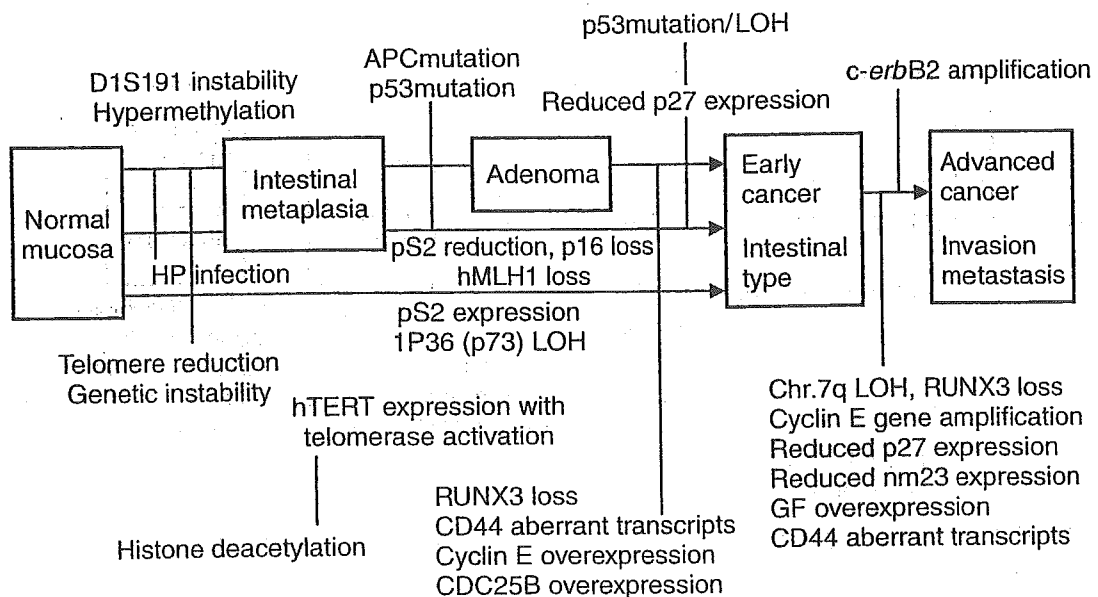 p53mutation/LOH
APCmutation
p53mutation
D1S191 instability
Hypermethylation
c-erbB2 amplification
Reduced p27 expression
Normal
mucosa
Intestinal
metaplasia
Adenoma
Early
cancer
Intestinal
type
Advanced
cancer
Invasion
metastasis
HP infection
pS2 reduction, p16 loss
hMLH1 loss
pS2 expression
1P36 (p73) LOH
Telomere reduction
Genetic instability
hTERT expression with
telomerase activation
Histone deacetylation
RUNX3 loss
CD44 aberrant transcripts
Cyclin E overexpression
CDC25B overexpression
Chr.7q LOH, RUNX3 loss
Cyclin E gene amplification
Reduced p27 expression
Reduced nm23 expression
GF overexpression
CD44 aberrant transcripts